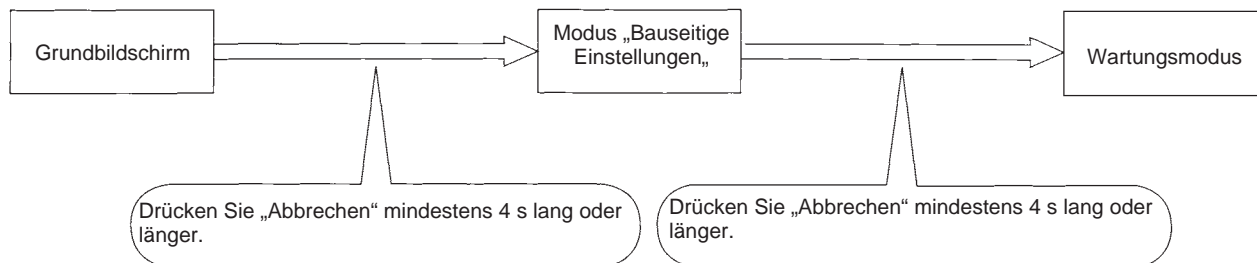 Grundbildschirm
Modus „Bauseitige
Einstellungen„
Wartungsmodus
Drücken Sie „Abbrechen“ mindestens 4 s lang oder
länger.
Drücken Sie „Abbrechen“ mindestens 4 s lang oder
länger.